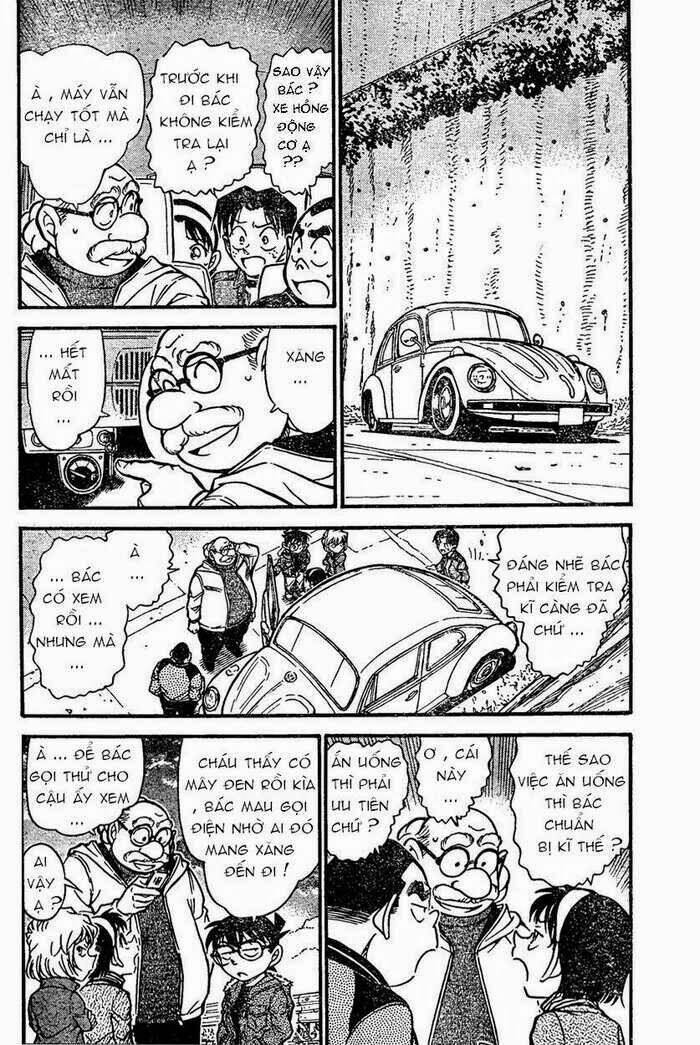 SAO VẬY
BÁC ?
XE HỎNG
ĐỘNG
CƠ Ạ
??
TRƯỚC KHI
ĐI BÁC
KHÔNG KIỂM
TRA LẠI
Ạ ?
À , MÁY VẪN
CHẠY TỐT MÀ ,
CHỈ LÀ ...
XĂNG
...
... HẾT
MẤT
RỒI
...
ĐÁNG NHẼ BÁC
PHẢI KIỂM TRA
KĨ CÀNG ĐÃ
CHỨ ...
À
...
... BÁC
CÓ XEM
RỒI ...
NHƯNG MÀ
...
THẾ SAO
VIỆC ĂN UỐNG
THÌ BÁC
CHUẨN
BỊ KĨ THẾ ?
Ơ , CÁI
NÀY
...
ĂN UỐNG
THÌ PHẢI
ƯU TIÊN
CHỨ ?
CHÁU THẤY CÓ
MÂY ĐEN RỒI KÌA
, BÁC MAU GỌI
ĐIỆN NHỜ AI ĐÓ
MANG XĂNG
ĐẾN ĐI !
À ... ĐỂ BÁC
GỌI THỬ CHO
CẬU ẤY XEM
...
AI
VẬY
Ạ ?